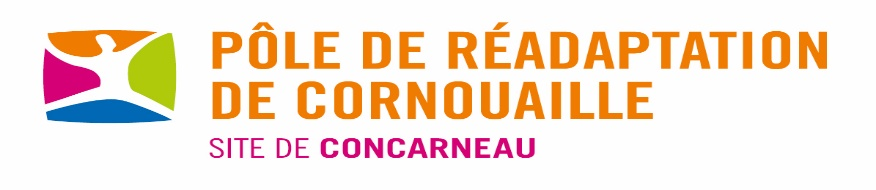 PÔLE DE RÉADAPTATION
DE CORNOUAILLE
SITE DE CONCARNEAU